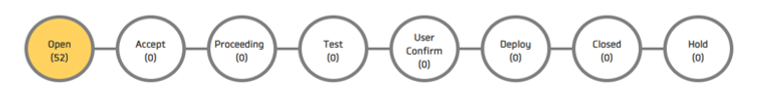 Open
(52)
Accept
(0)
Proceeding
(0)
Test
(0)
User
Confirm
(0)
Deploy
(0)
Closed
(0)
Hold
(0)